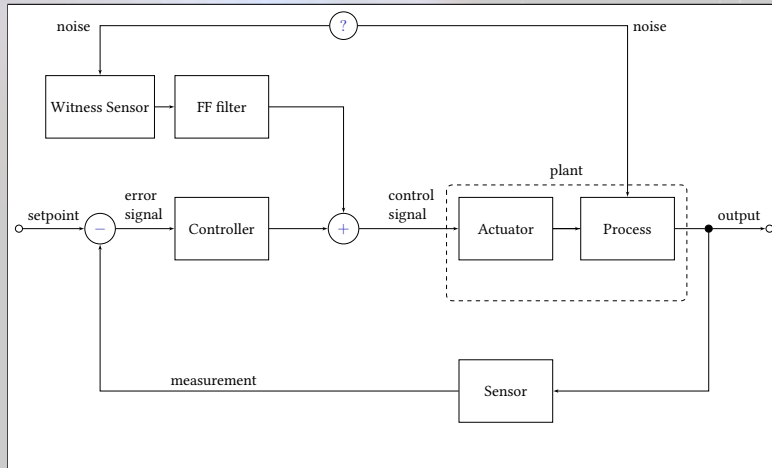 noise
?
noise
Witness Sensor
FF filter
plant
setpoint
−
error
signal
Controller
+
control
signal
Actuator
Process
output
measurement
Sensor